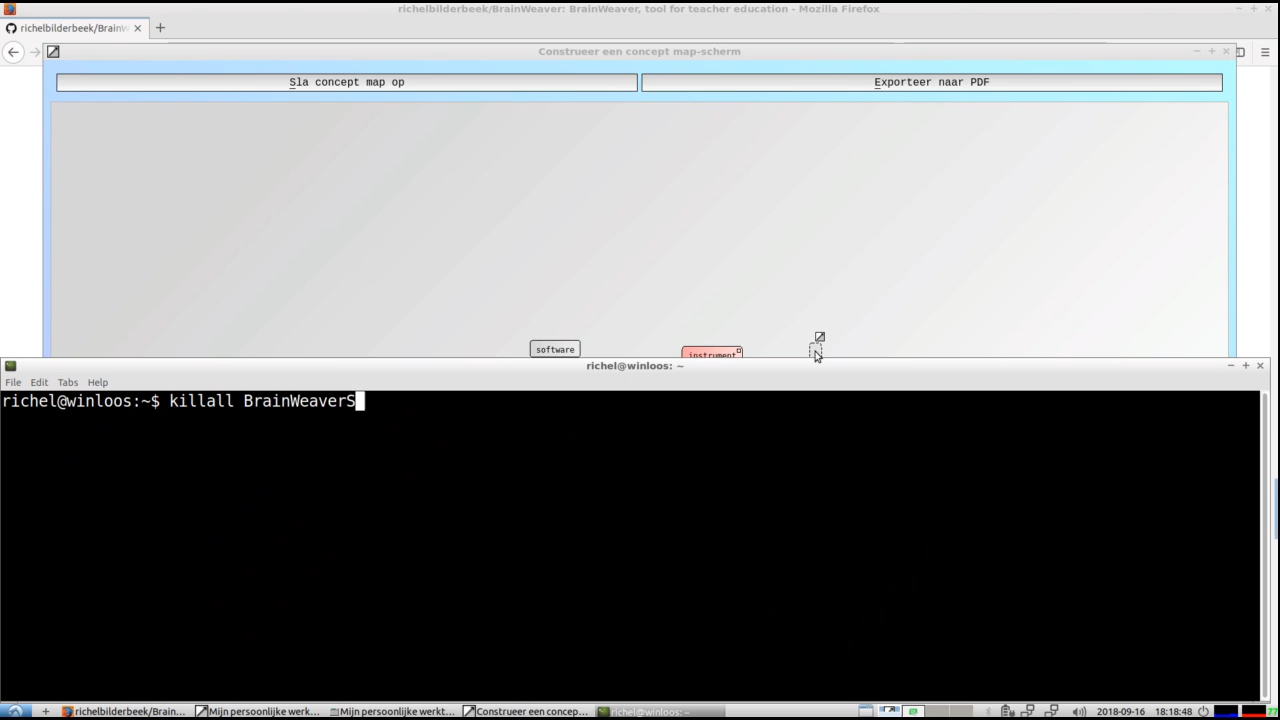 richelbilderbeek/BrainWeaver: BrainWeaver, tool for teacher education - Mozilla Firefox
richelbilderbeek/BrainW
Construeer een concept map-scherm
Sla concept map op
Exporteer naar PDF
software
instrument
richel@winloos: ~
File Edit Tabs Help
richel@winloos:~$ killall BrainWeaverS
richelbilderbeek/Brain... Mijn persoonlijke werk... Mijn persoonlijke werkt... Construeer een concep... richel@winloos: ~ 2018-09-16 18:18:48